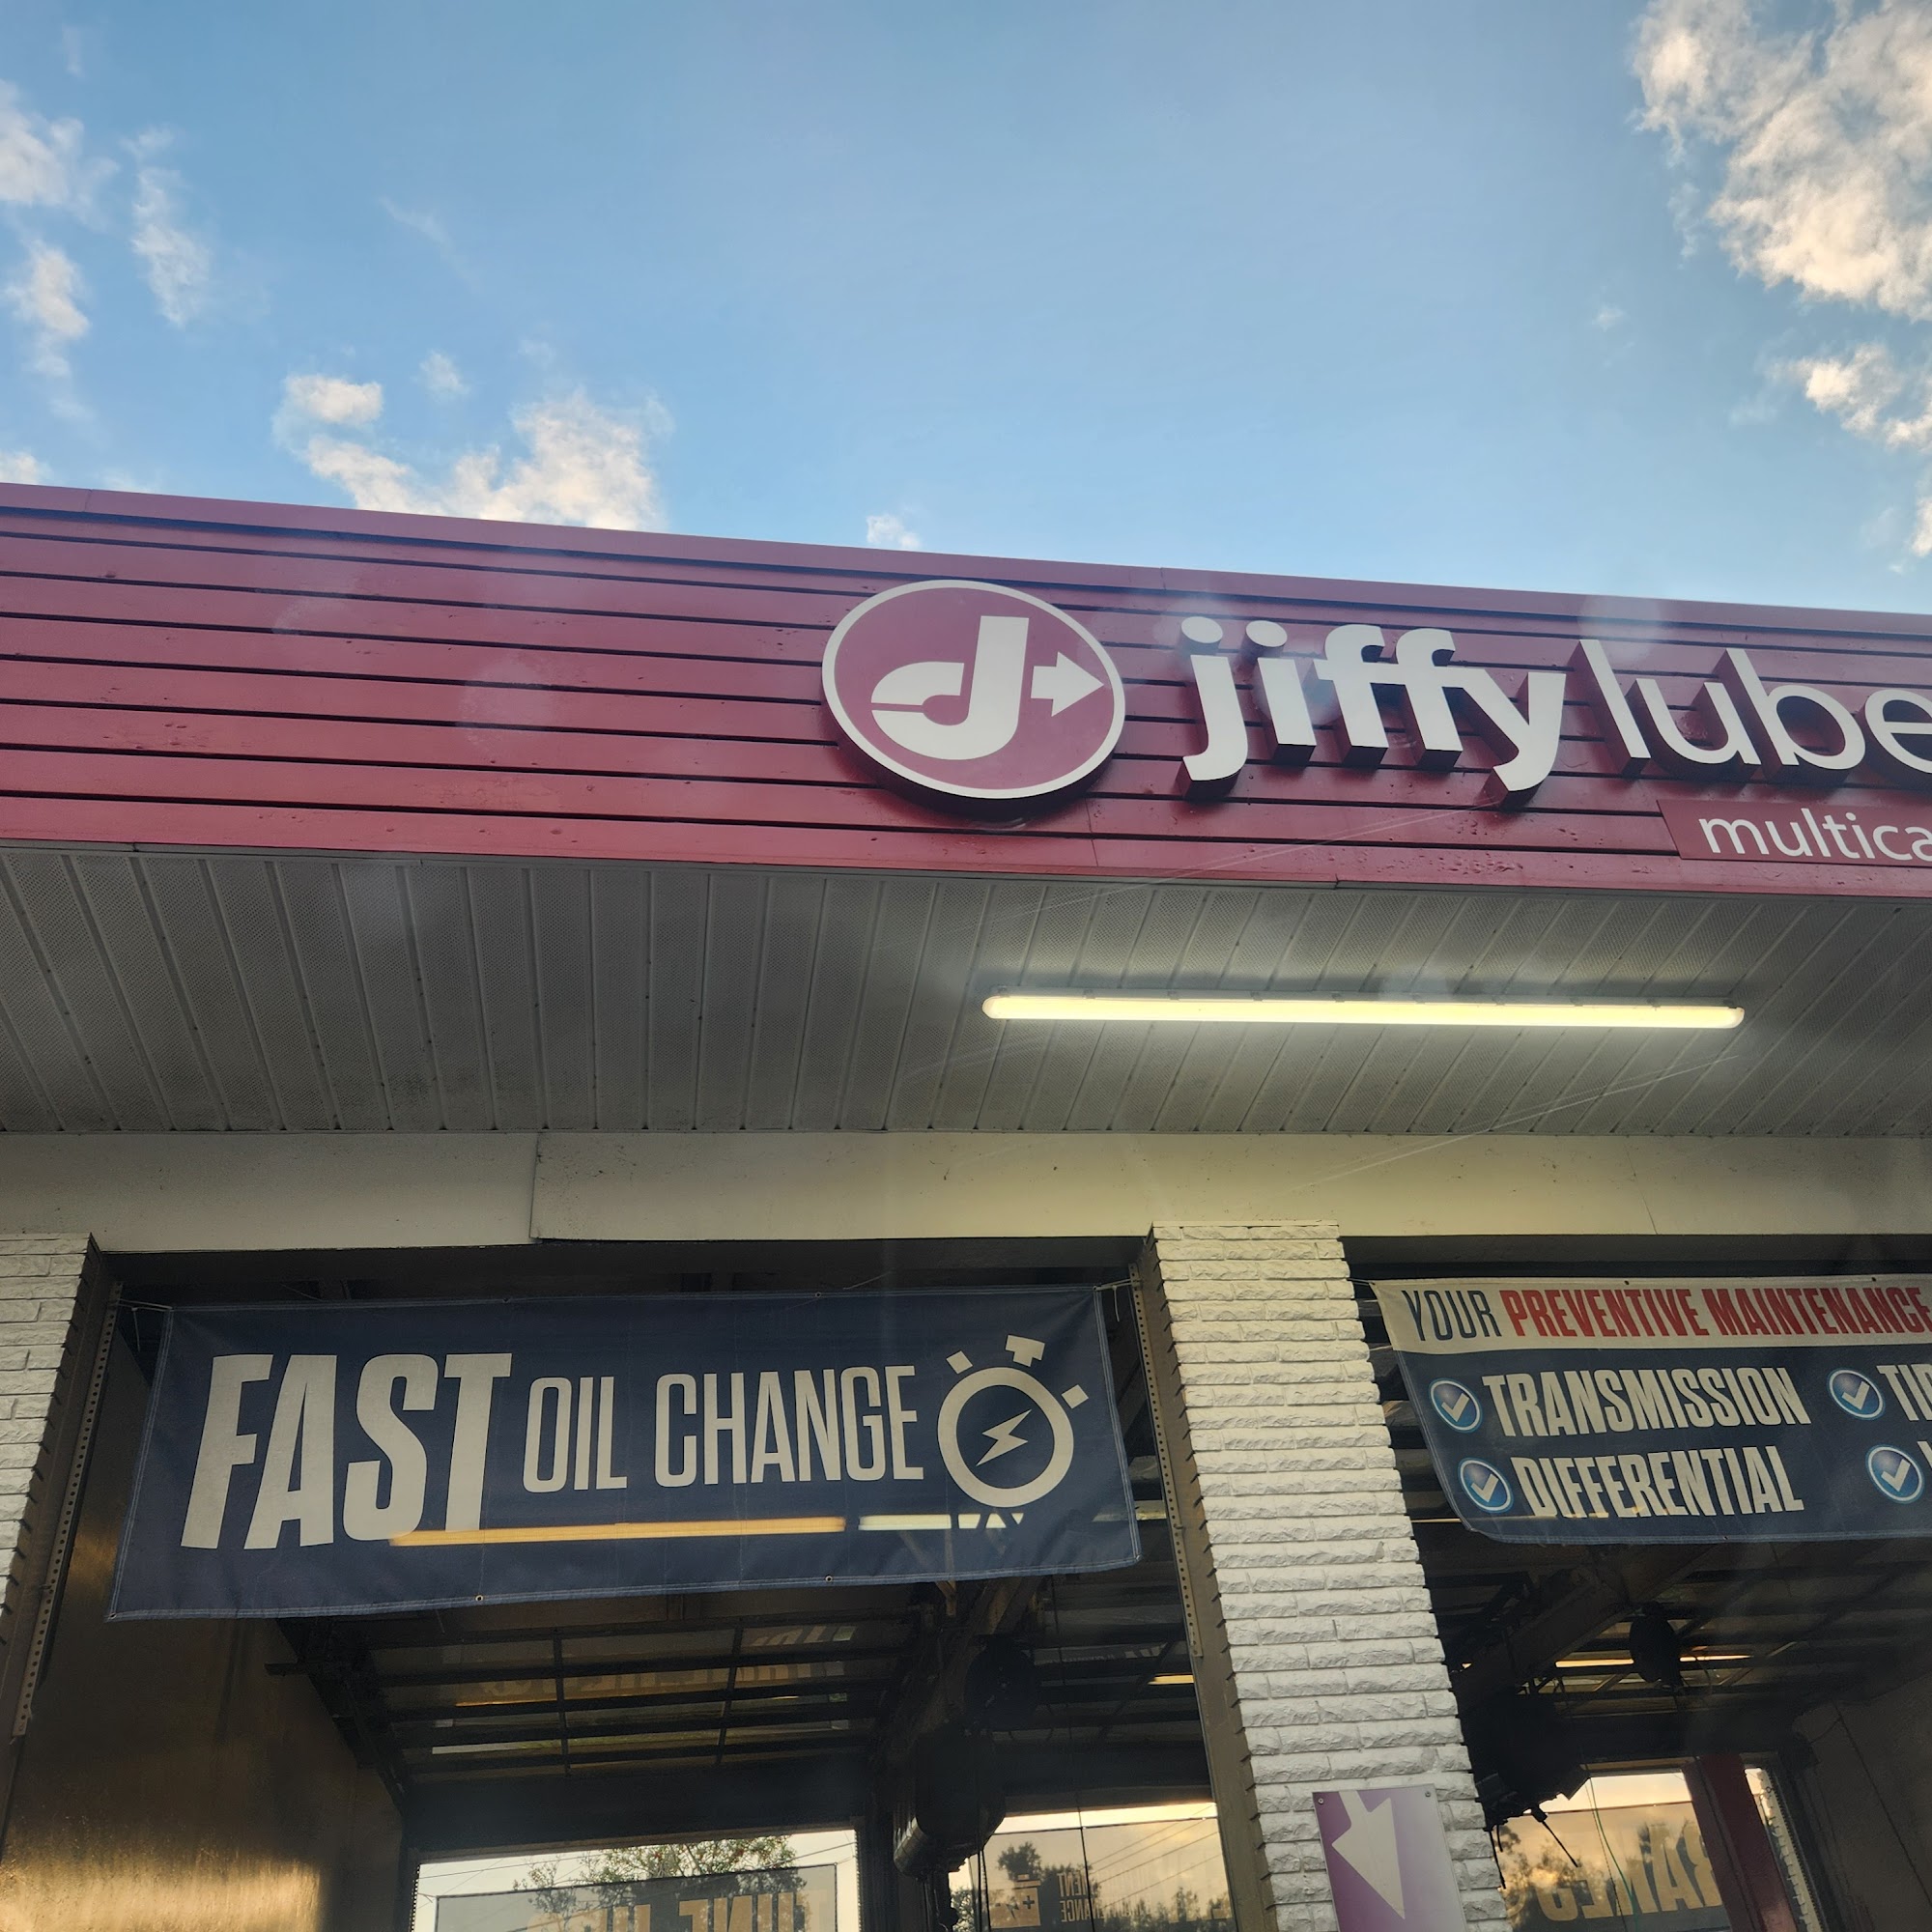 jiffy lube
multica
FAST OIL CHANGE
YOUR PREVENTIVE MAINTENANCE
TRANSMISSION
DIFFERENTIAL